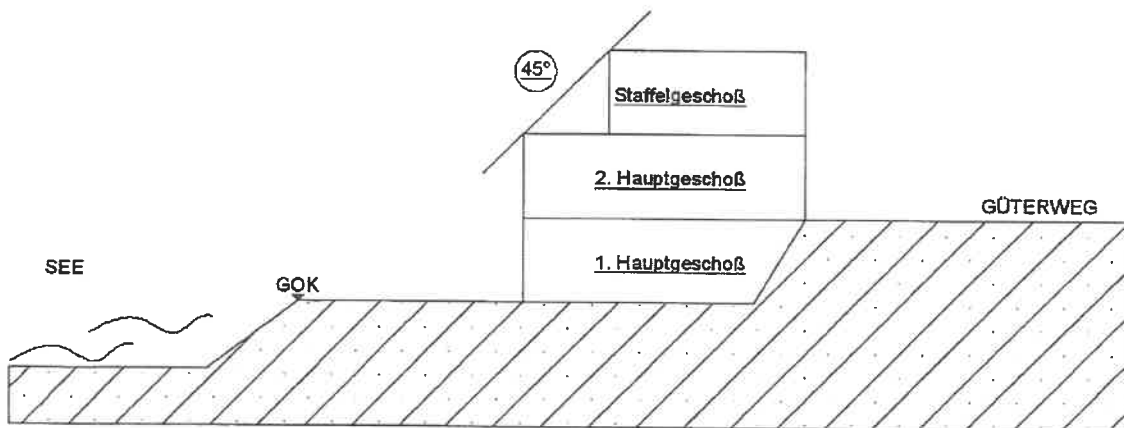 45°
Staffelgeschoß
2. Hauptgeschoß
GÜTERWEG
1. Hauptgeschoß
SEE
GOK